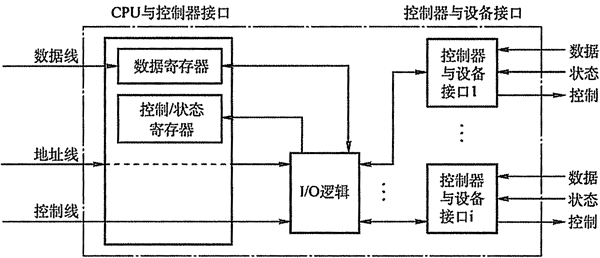 CPU与控制器接口
控制器与设备接口
数据线
数据寄存器
控制/状态
寄存器
地址线
控制线
I/O逻辑
控制器
与设备
接口1
数据
状态
控制
控制器
与设备
接口i
数据
状态
控制